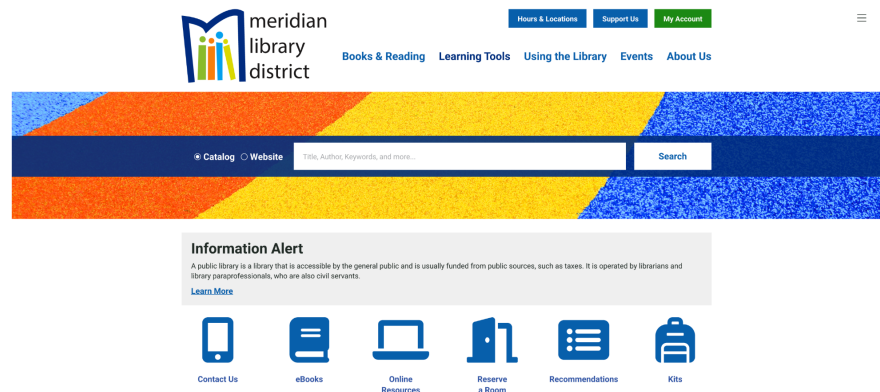 meridian
library
district
Hours & Locations
Support Us
My Account
Books & Reading
Learning Tools
Using the Library
Events
About Us
Catalog
Website
Title, Author, Keywords, and more...
Search
Information Alert
A public library is a library that is accessible by the general public and is usually funded from public sources, such as taxes. It is operated by librarians and
library paraprofessionals, who are also civil servants.
Learn More
Contact Us
eBooks
Online
Resources
Reserve
a Room
Recommendations
Kits